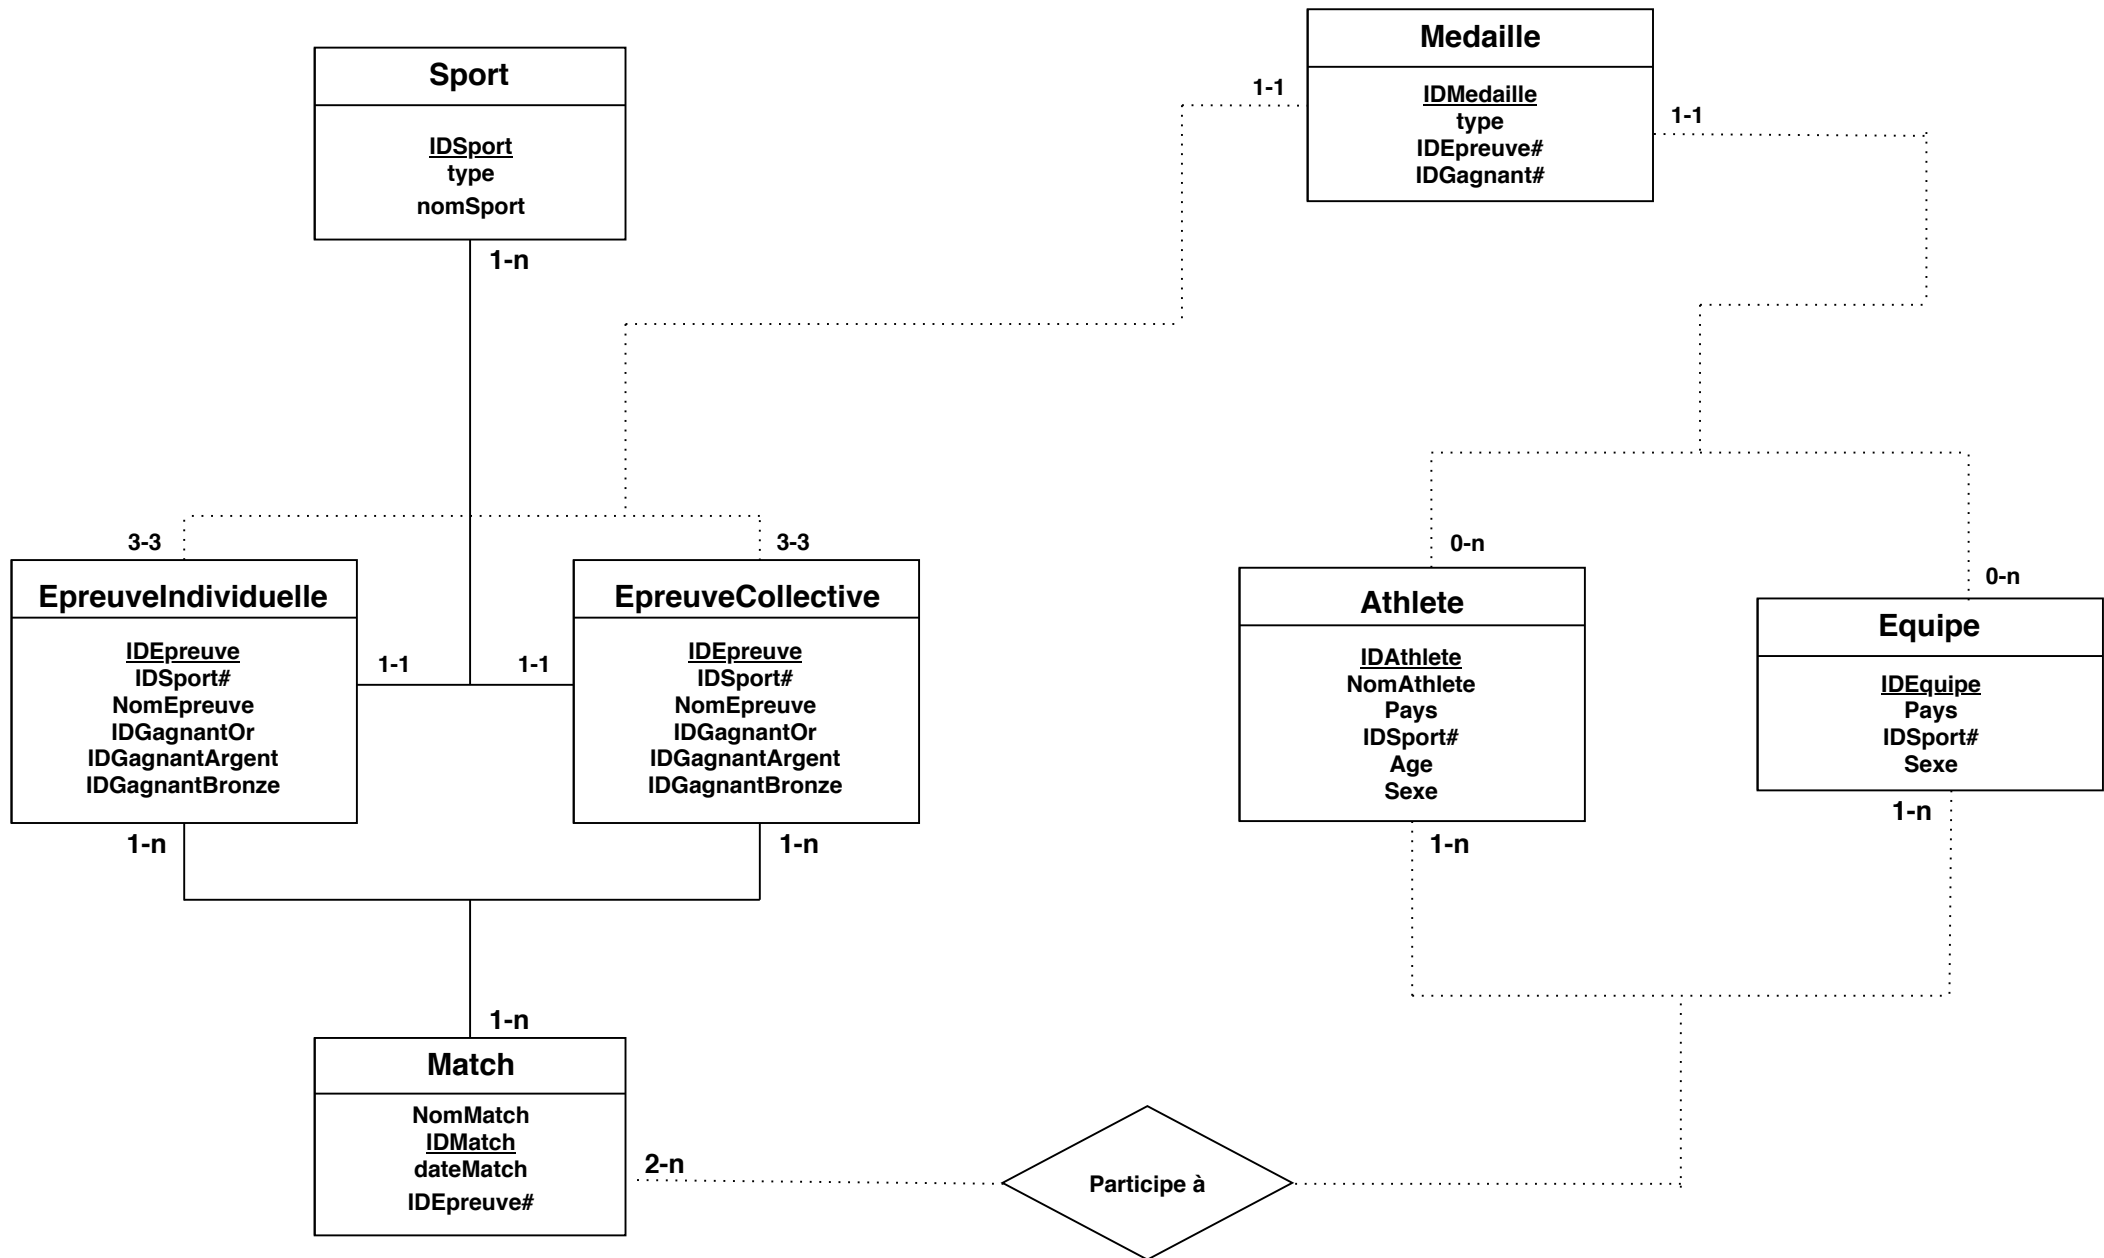 Medaille
1-1
IDMedaille
type
IDEpreuve#
IDGagnant#
1-1
Sport
IDSport
type
nomSport
1-n
3-3
3-3
EpreuveIndividuelle
IDEpreuve
IDSport#
NomEpreuve
IDGagnantOr
IDGagnantArgent
IDGagnantBronze
1-1
1-1
EpreuveCollective
IDEpreuve
IDSport#
NomEpreuve
IDGagnantOr
IDGagnantArgent
IDGagnantBronze
0-n
Athlete
IDAthlete
NomAthlete
Pays
IDSport#
Age
Sexe
0-n
Equipe
IDEquipe
Pays
IDSport#
Sexe
1-n
1-n
1-n
1-n
1-n
Match
NomMatch
IDMatch
dateMatch
IDEpreuve#
2-n
Participe à